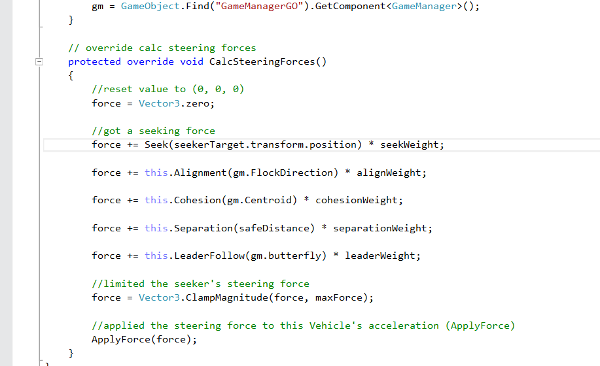 gm = GameObject.Find("GameManagerGO").GetComponent<GameManager>();
}
// override calc steering forces
protected override void CalcSteeringForces()
{
//reset value to (0, 0, 0)
force = Vector3.zero;
//got a seeking force
force += Seek(seekerTarget.transform.position) * seekWeight;
force += this.Alignment(gm.FlockDirection) * alignWeight;
force += this.Cohesion(gm.Centroid) * cohesionWeight;
force += this.Separation(safeDistance) * separationWeight;
force += this.LeaderFollow(gm.butterfly) * leaderWeight;
//limited the seeker's steering force
force = Vector3.ClampMagnitude(force, maxForce);
//applied the steering force to this Vehicle's acceleration (ApplyForce)
ApplyForce(force);
}